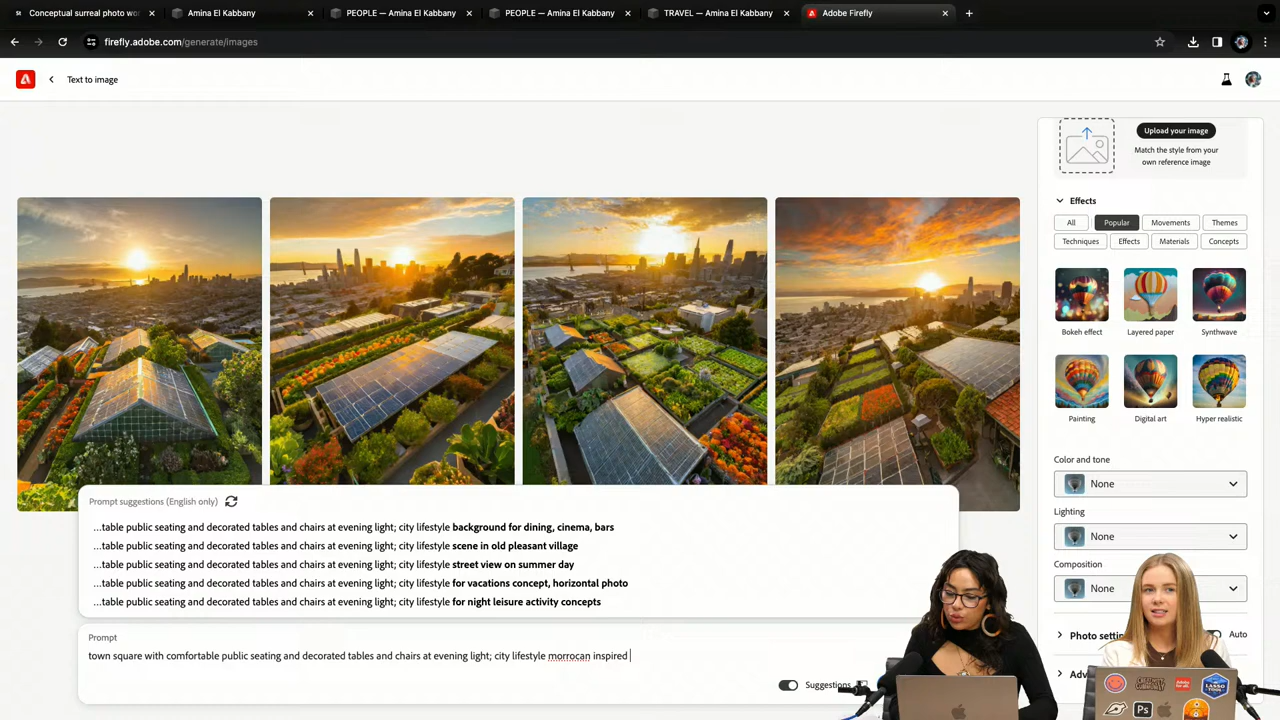 Conceptual surreal photo wor
Amina El Kabbany
PEOPLE — Amina El Kabbany
PEOPLE — Amina El Kabbany
TRAVEL — Amina El Kabbany
Adobe Firefly
firefly.adobe.com/generate/images
Text to image
Upload your image
Match the style from your
own reference image
Effects
All
Popular
Movements
Themes
Techniques
Effects
Materials
Concepts
Bokeh effect
Layered paper
Synthwave
Painting
Digital art
Hyper realistic
Color and tone
None
Lighting
None
Composition
None
Photo setti
Auto
Adv
Prompt suggestions (English only)
...table public seating and decorated tables and chairs at evening light; city lifestyle background for dining, cinema, bars
...table public seating and decorated tables and chairs at evening light; city lifestyle scene in old pleasant village
...table public seating and decorated tables and chairs at evening light; city lifestyle street view on summer day
...table public seating and decorated tables and chairs at evening light; city lifestyle for vacations concept, horizontal photo
...table public seating and decorated tables and chairs at evening light; city lifestyle for night leisure activity concepts
Prompt
town square with comfortable public seating and decorated tables and chairs at evening light; city lifestyle morrocan inspired
Suggestions
Ps
LASSO
TOOL